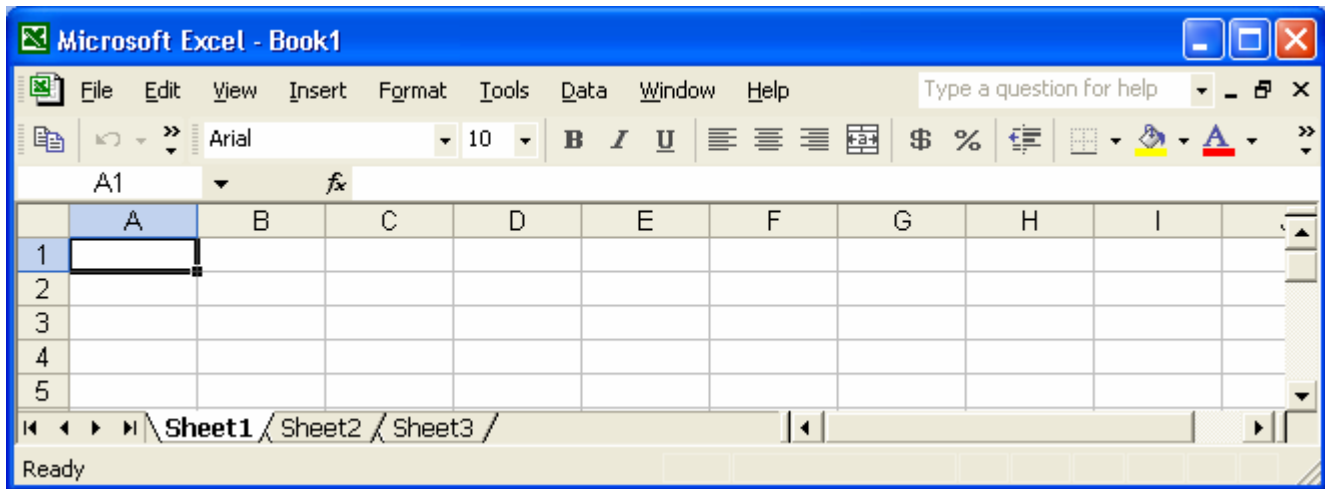 Microsoft Excel - Book1
File Edit View Insert Format Tools Data Window Help Type a question for help
Arial 10 B I U $ % A
A1 fx
A B C D E F G H I
1
2
3
4
5
Sheet1 Sheet2 Sheet3
Ready